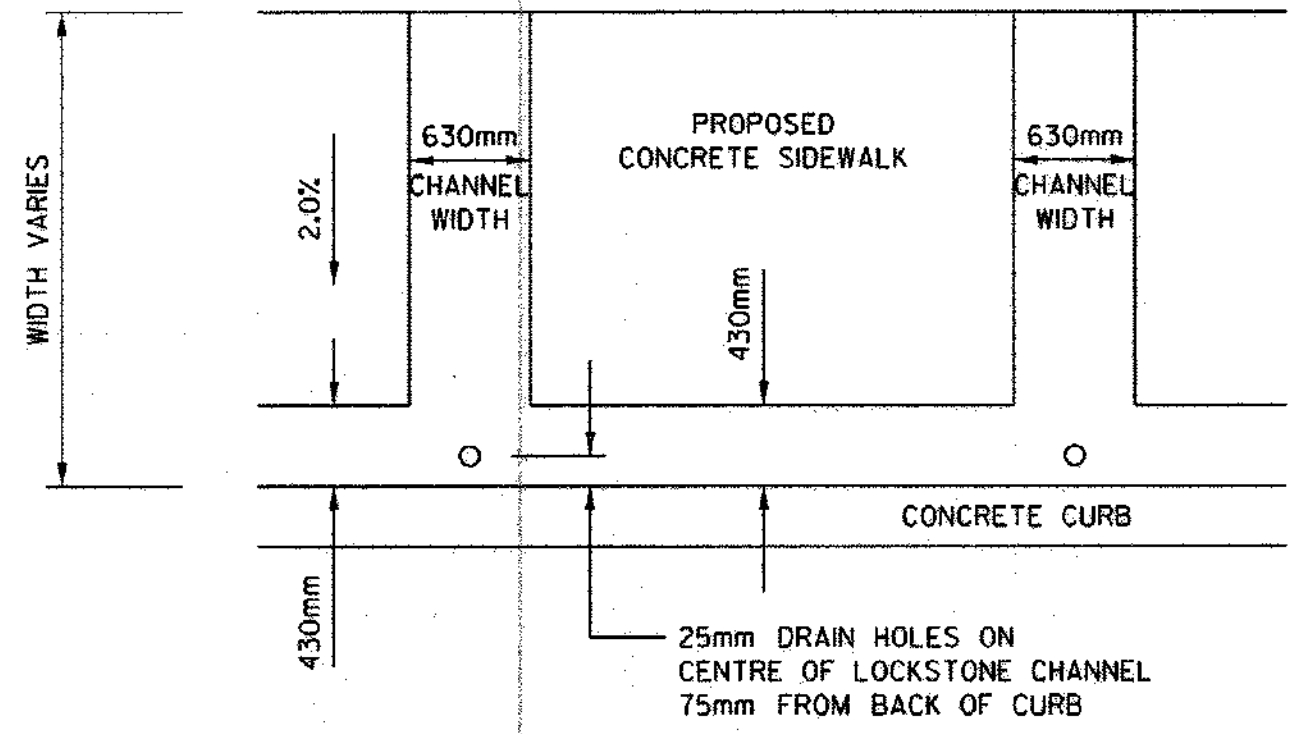 WIDTH VARIES
2.0%
630mm
CHANNEL
WIDTH
PROPOSED
CONCRETE SIDEWALK
630mm
CHANNEL
WIDTH
430mm
CONCRETE CURB
430mm
25mm DRAIN HOLES ON
CENTRE OF LOCKSTONE CHANNEL
75mm FROM BACK OF CURB